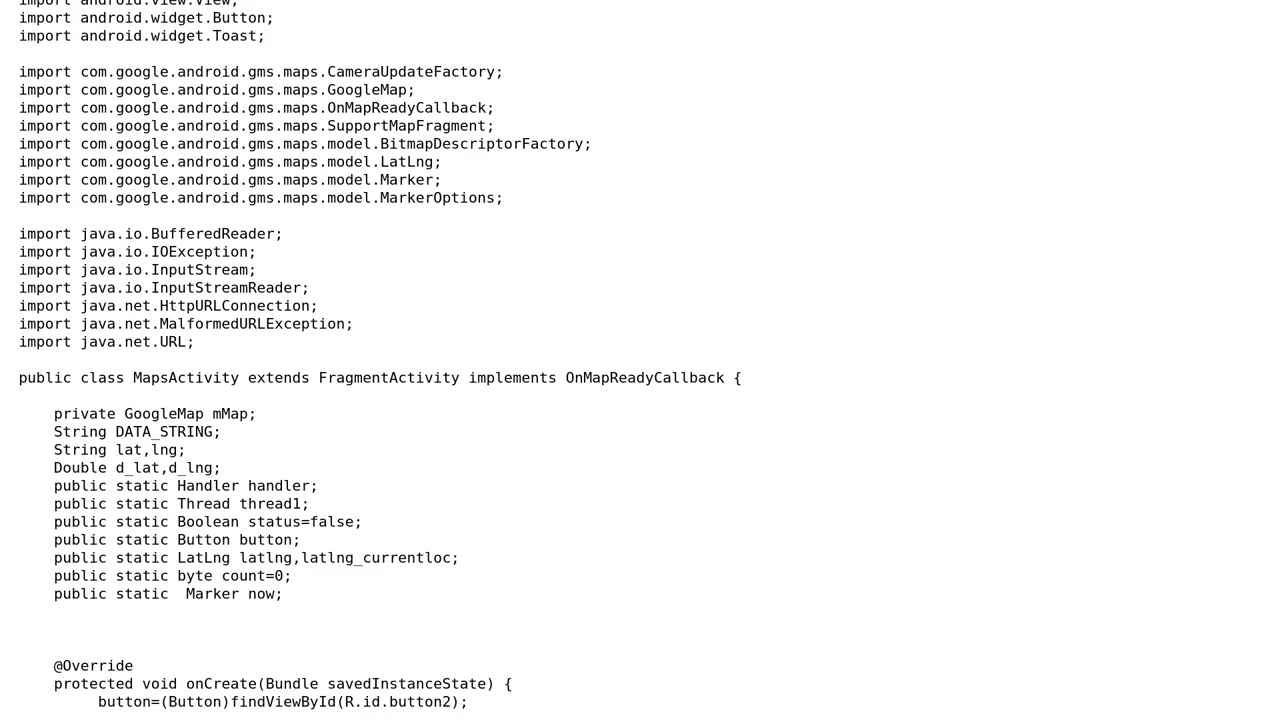 import android.view.View;
import android.widget.Button;
import android.widget.Toast;
import com.google.android.gms.maps.CameraUpdateFactory;
import com.google.android.gms.maps.GoogleMap;
import com.google.android.gms.maps.OnMapReadyCallback;
import com.google.android.gms.maps.SupportMapFragment;
import com.google.android.gms.maps.model.BitmapDescriptorFactory;
import com.google.android.gms.maps.model.LatLng;
import com.google.android.gms.maps.model.Marker;
import com.google.android.gms.maps.model.MarkerOptions;
import java.io.BufferedReader;
import java.io.IOException;
import java.io.InputStream;
import java.io.InputStreamReader;
import java.net.HttpURLConnection;
import java.net.MalformedURLException;
import java.net.URL;
public class MapsActivity extends FragmentActivity implements OnMapReadyCallback {
    private GoogleMap mMap;
    String DATA_STRING;
    String lat,lng;
    Double d_lat,d_lng;
    public static Handler handler;
    public static Thread thread1;
    public static Boolean status=false;
    public static Button button;
    public static LatLng latlng,latlng_currentloc;
    public static byte count=0;
    public static  Marker now;
    @Override
    protected void onCreate(Bundle savedInstanceState) {
         button=(Button)findViewById(R.id.button2);